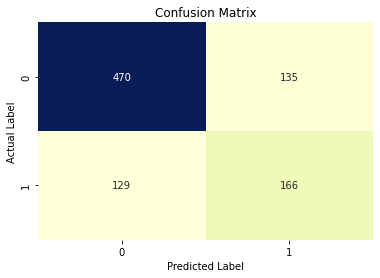 Confusion Matrix
Actual Label
0
470
135
1
129
166
0
1
Predicted Label